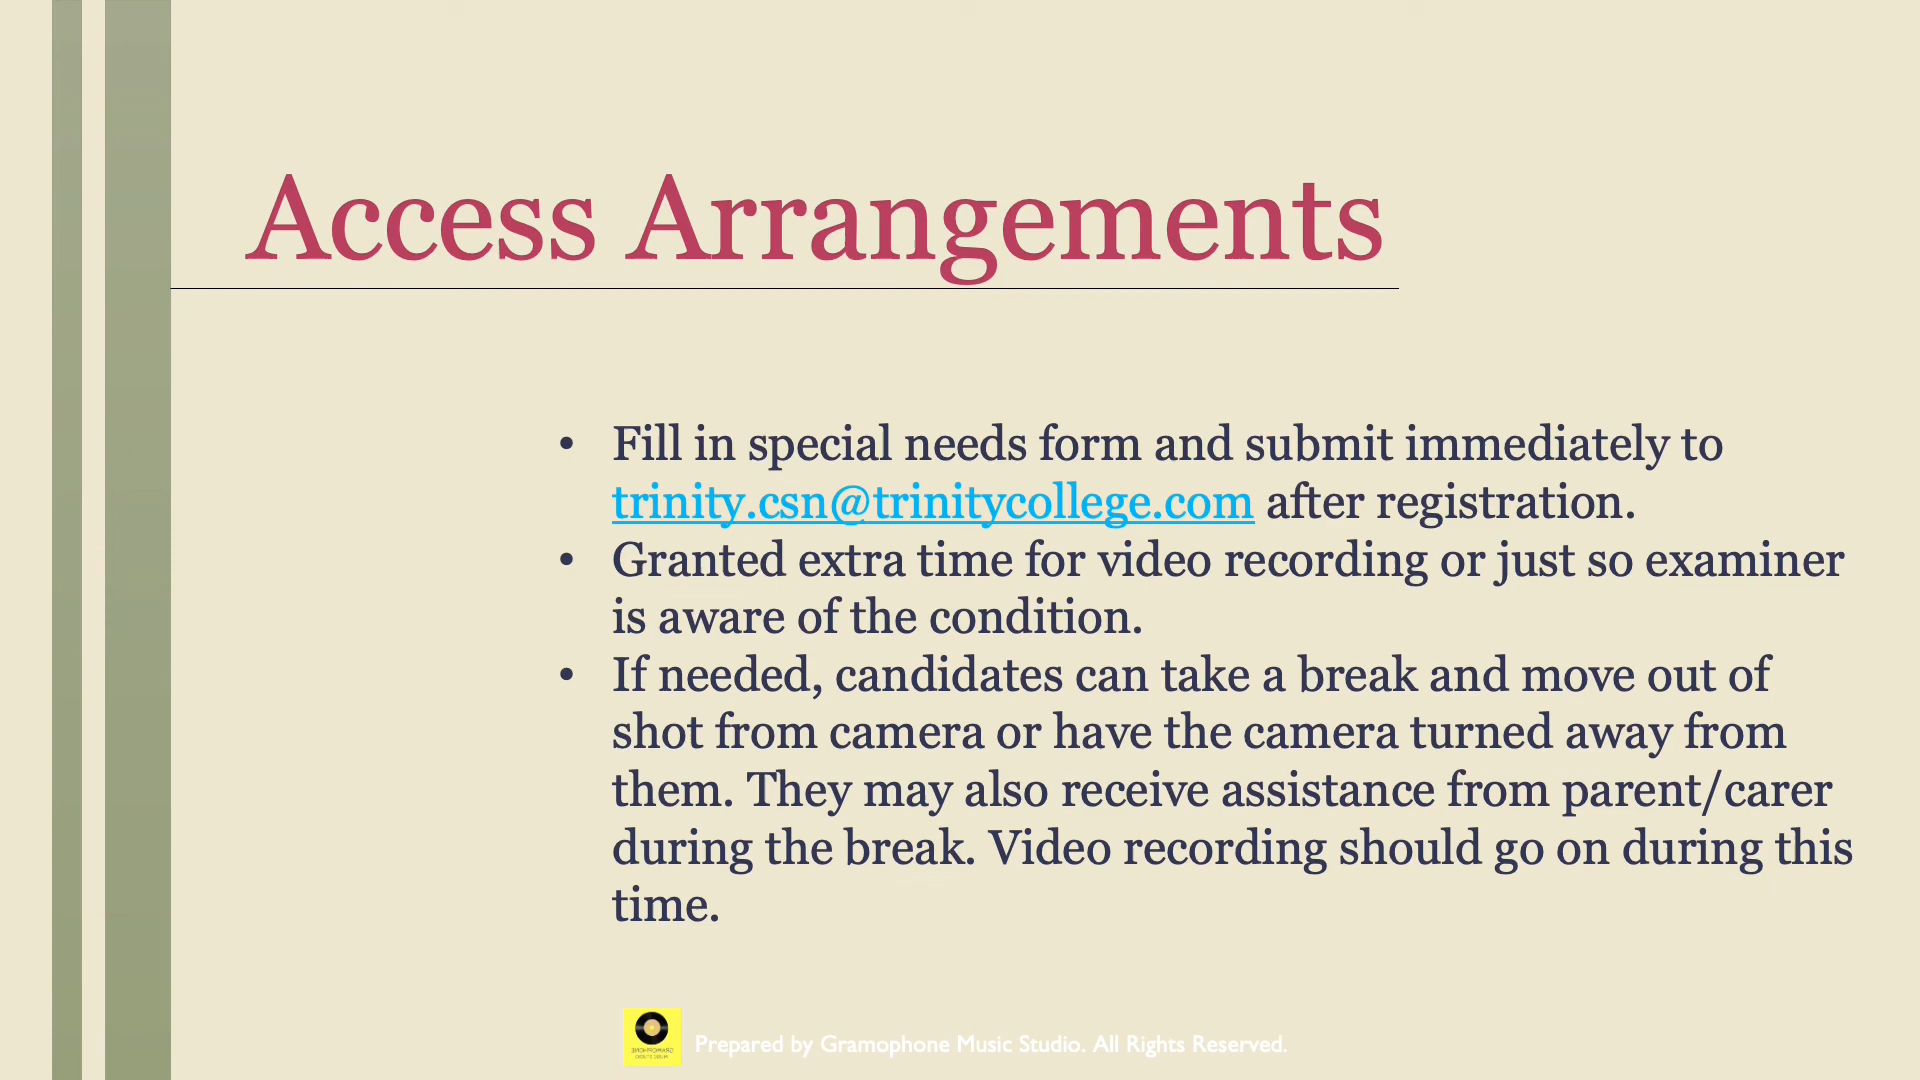 Access Arrangements
• Fill in special needs form and submit immediately to
trinity.csn@trinitycollege.com after registration.
• Granted extra time for video recording or just so examiner
is aware of the condition.
• If needed, candidates can take a break and move out of
shot from camera or have the camera turned away from
them. They may also receive assistance from parent/carer
during the break. Video recording should go on during this
time.
Prepared by Gramophone Music Studio. All Rights Reserved.